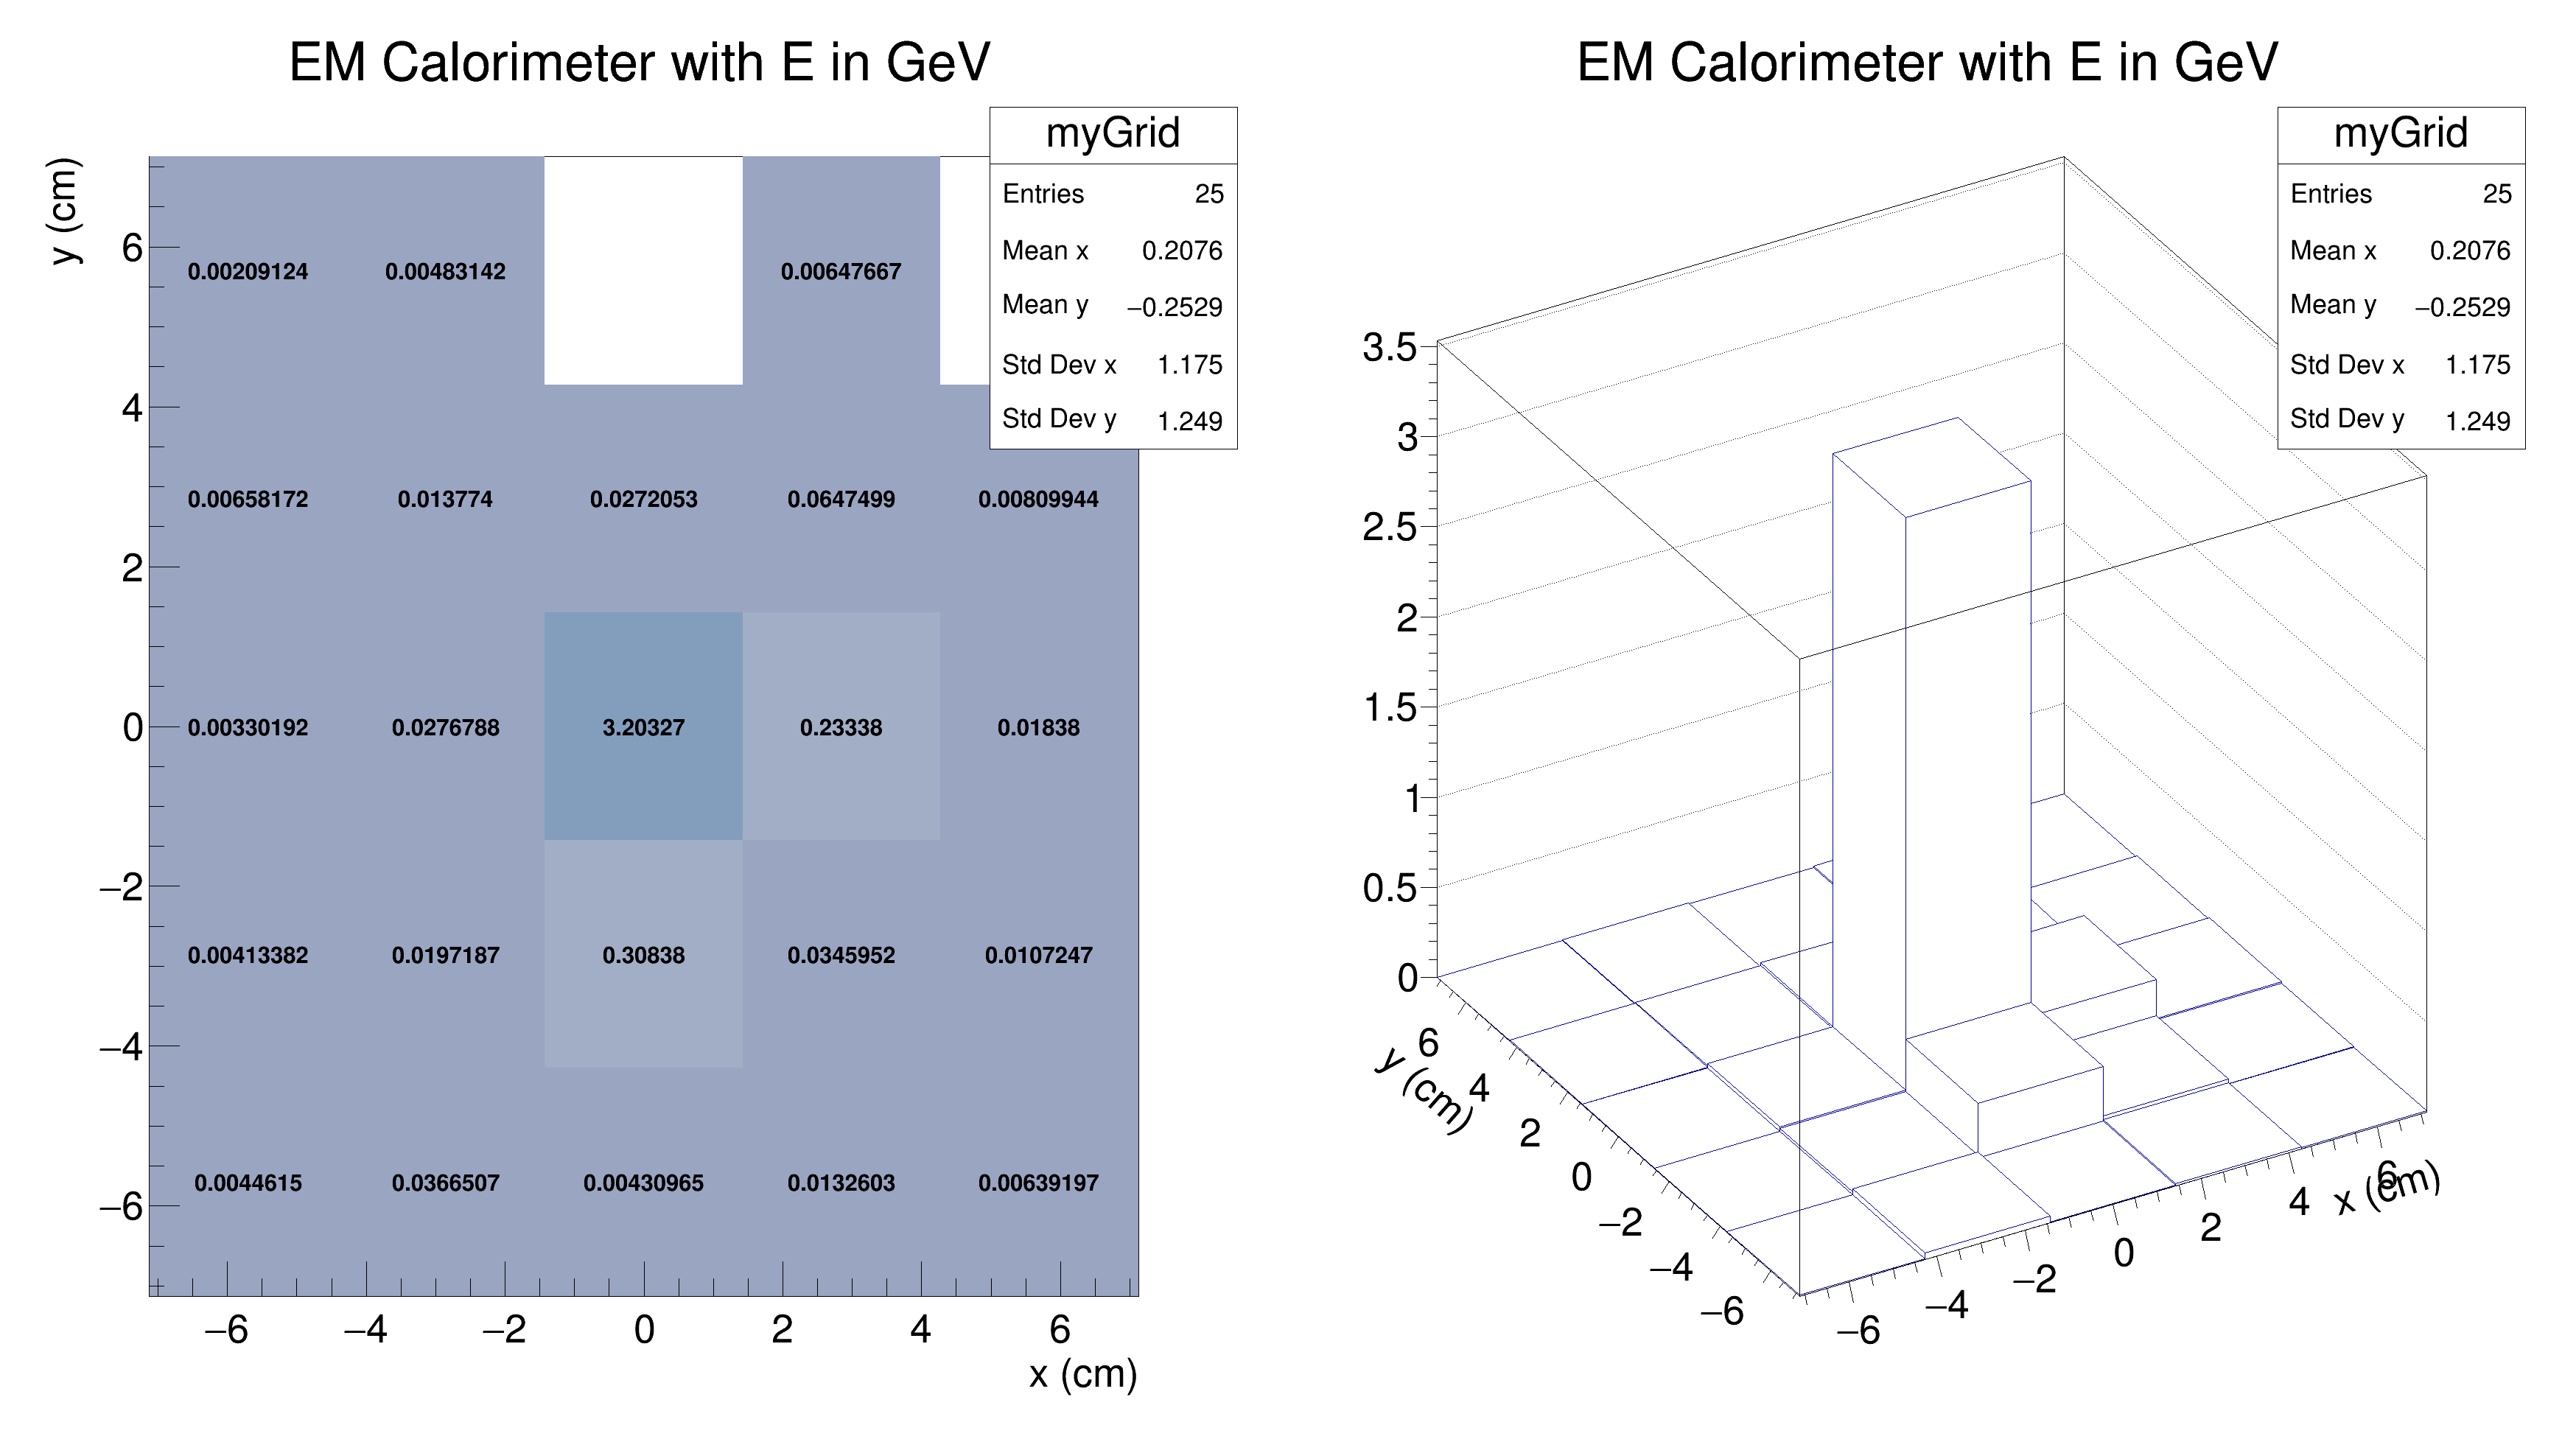 EM Calorimeter with E in GeV
myGrid
Entries 25
Mean x 0.2076
Mean y −0.2529
Std Dev x 1.175
Std Dev y 1.249
y (cm)
6
4
2
0
−2
−4
−6
0.00209124 0.00483142 0.00647667
0.00658172 0.013774 0.0272053 0.0647499 0.00809944
0.00330192 0.0276788 3.20327 0.23338 0.01838
0.00413382 0.0197187 0.30838 0.0345952 0.0107247
0.0044615 0.0366507 0.00430965 0.0132603 0.00639197
−6 −4 −2 0 2 4 6
x (cm)
EM Calorimeter with E in GeV
myGrid
Entries 25
Mean x 0.2076
Mean y −0.2529
Std Dev x 1.175
Std Dev y 1.249
3.5
3
2.5
2
1.5
1
0.5
0
6
4
2
0
−2
−4
−6
y (cm)
−6
−4
−2
0
2
4
6
x (cm)